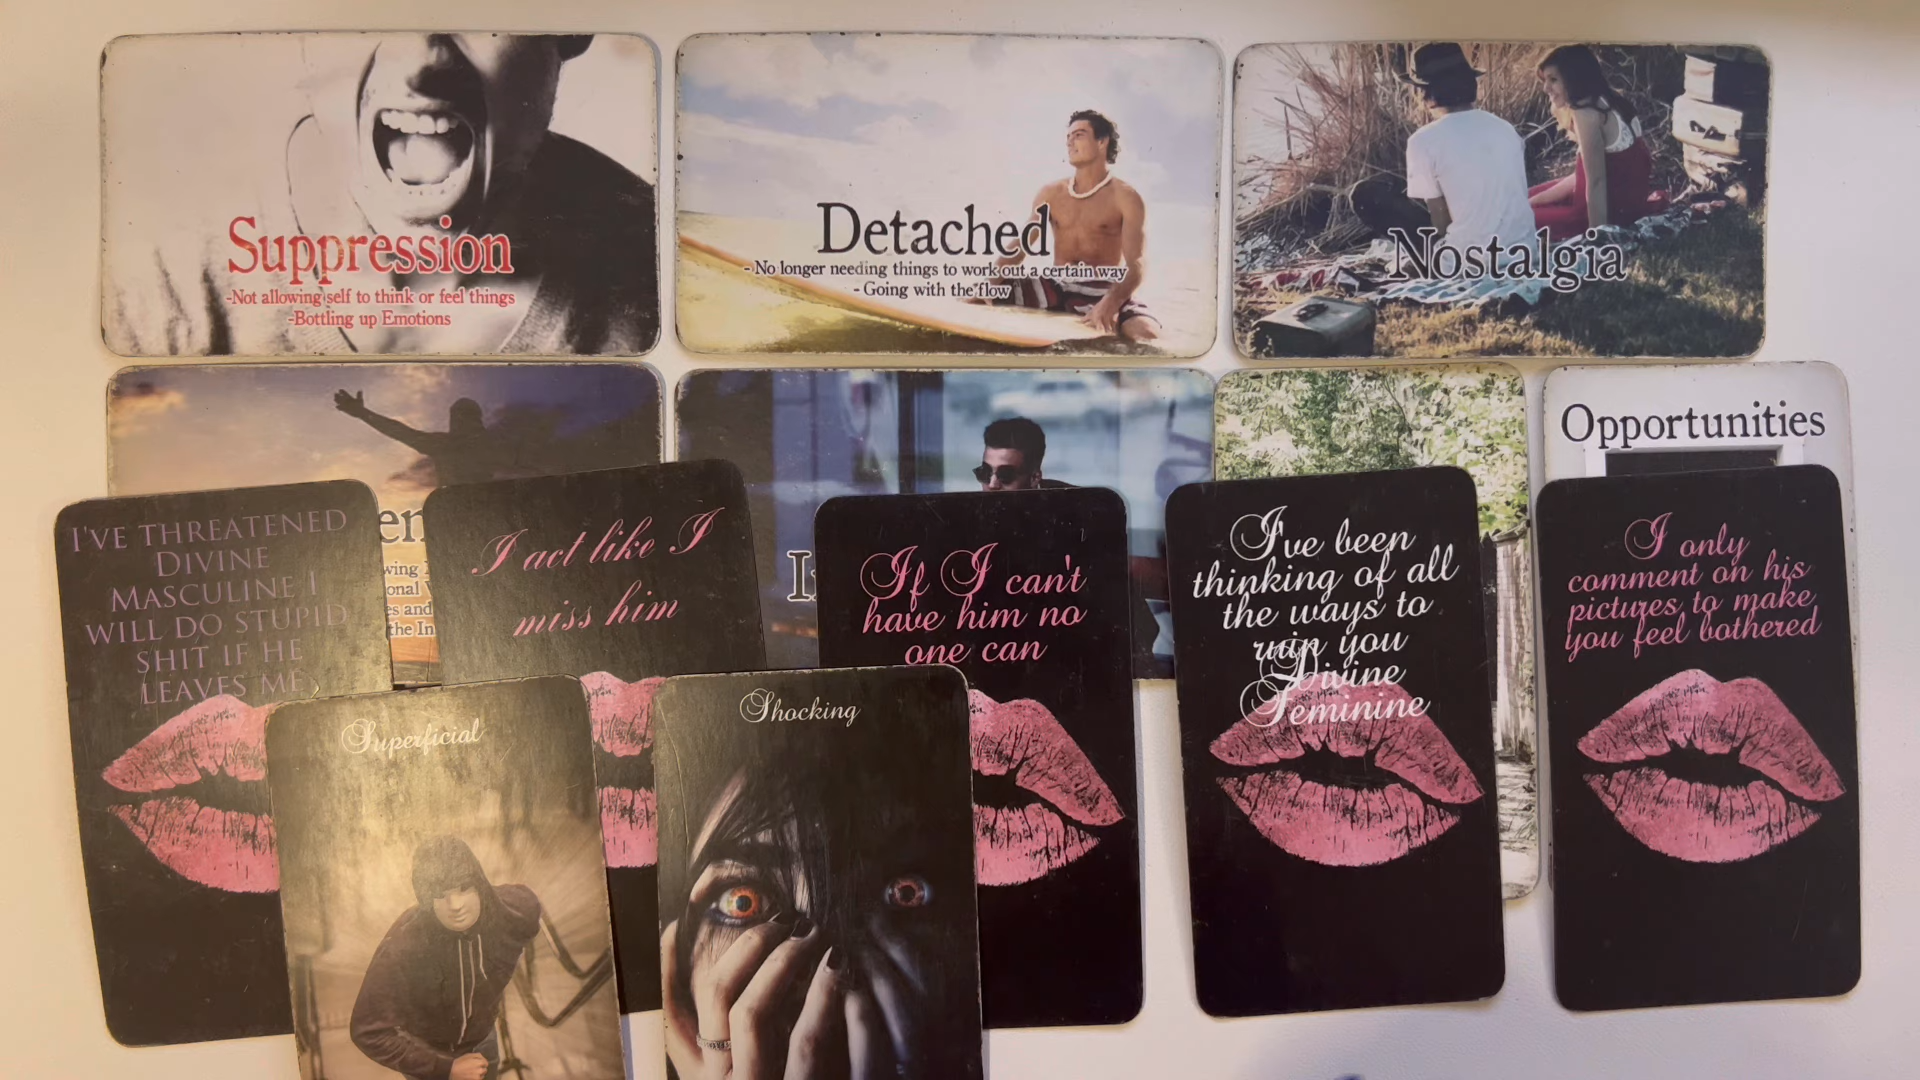 Suppression
-Not allowing self to think or feel things
-Bottling up Emotions
Detached
- No longer needing things to work out a certain way
- Going with the flow
Nostalgia
Opportunities
I'VE THREATENED
DIVINE
MASCULINE I
WILL DO STUPID
SHIT IF HE
LEAVES ME
I act like I
miss him
If I can't
have him no
one can
I've been
thinking of all
the ways to
ruin you
Divine
Feminine
I only
comment on his
pictures to make
you feel bothered
Superficial
Shocking